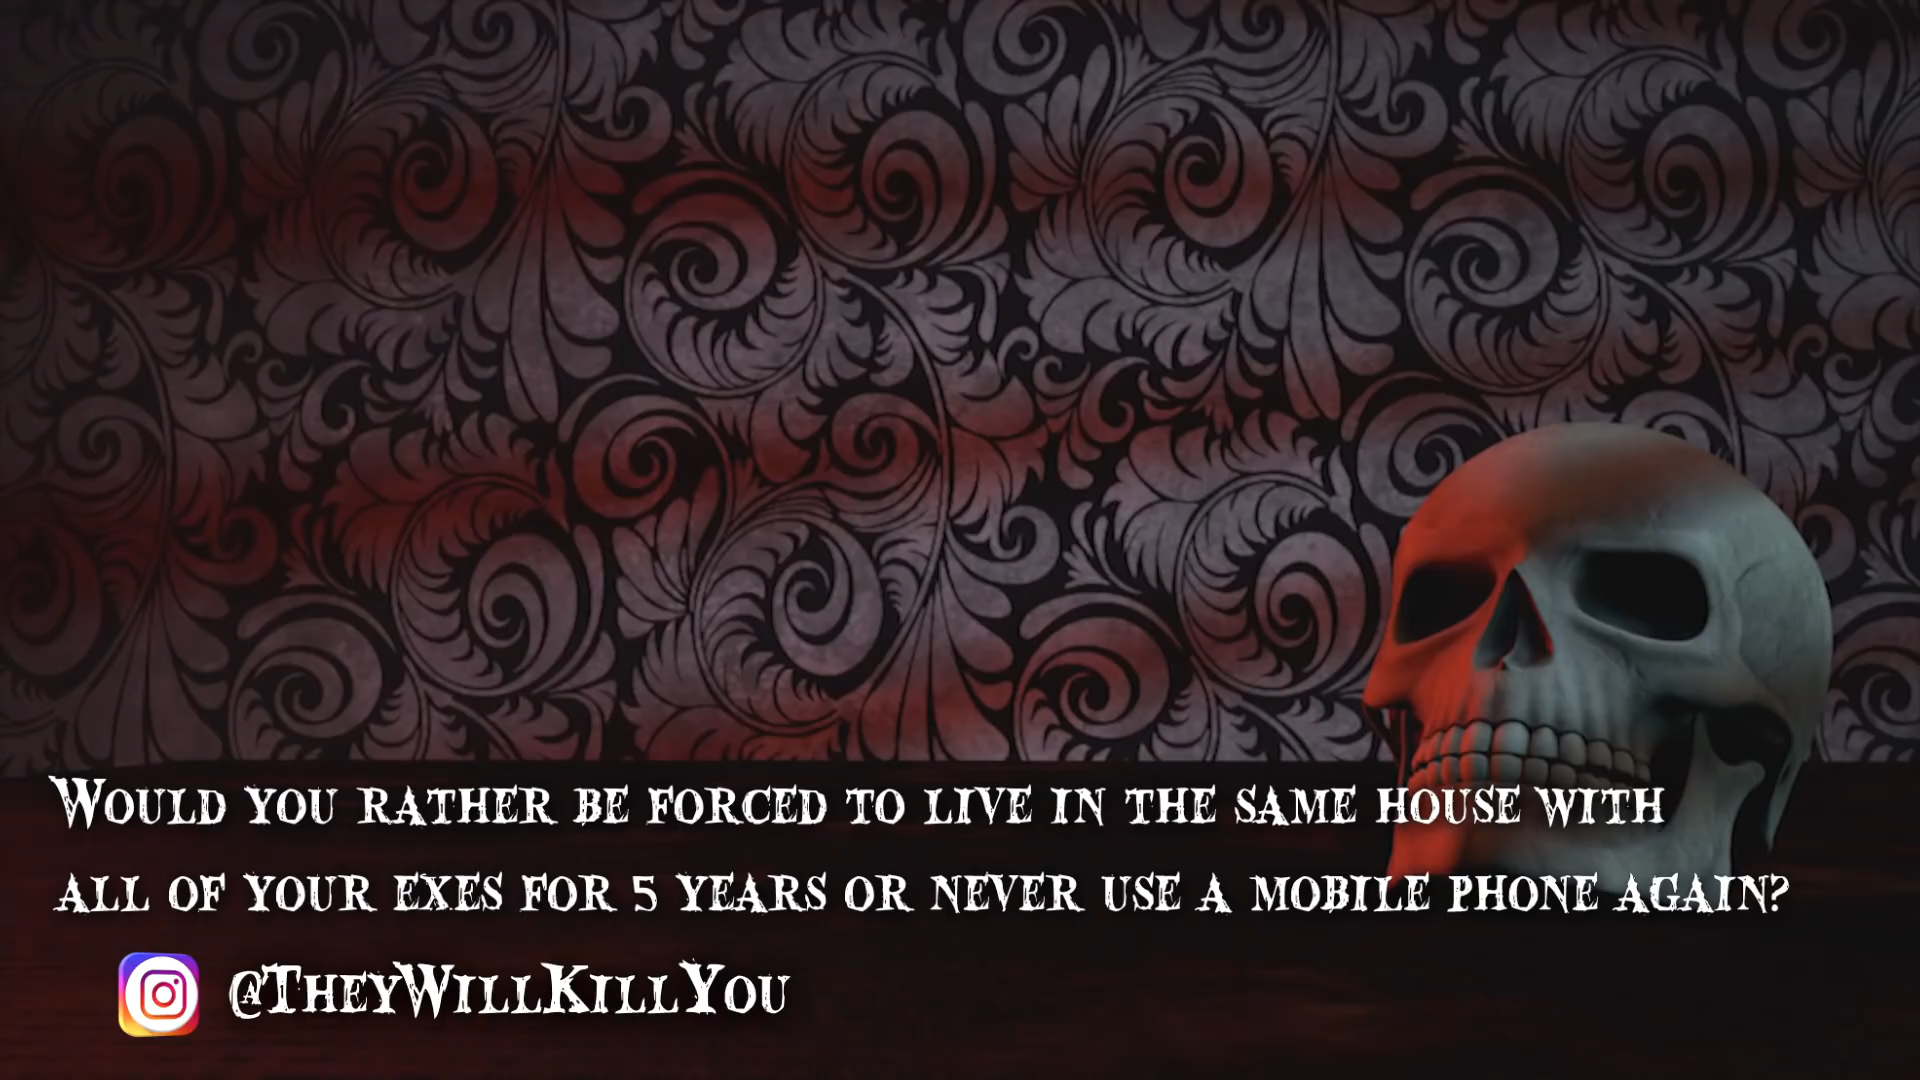 Would you rather be forced to live in the same house with
all of your exes for 5 years or never use a mobile phone again?
@TheyWillKillYou